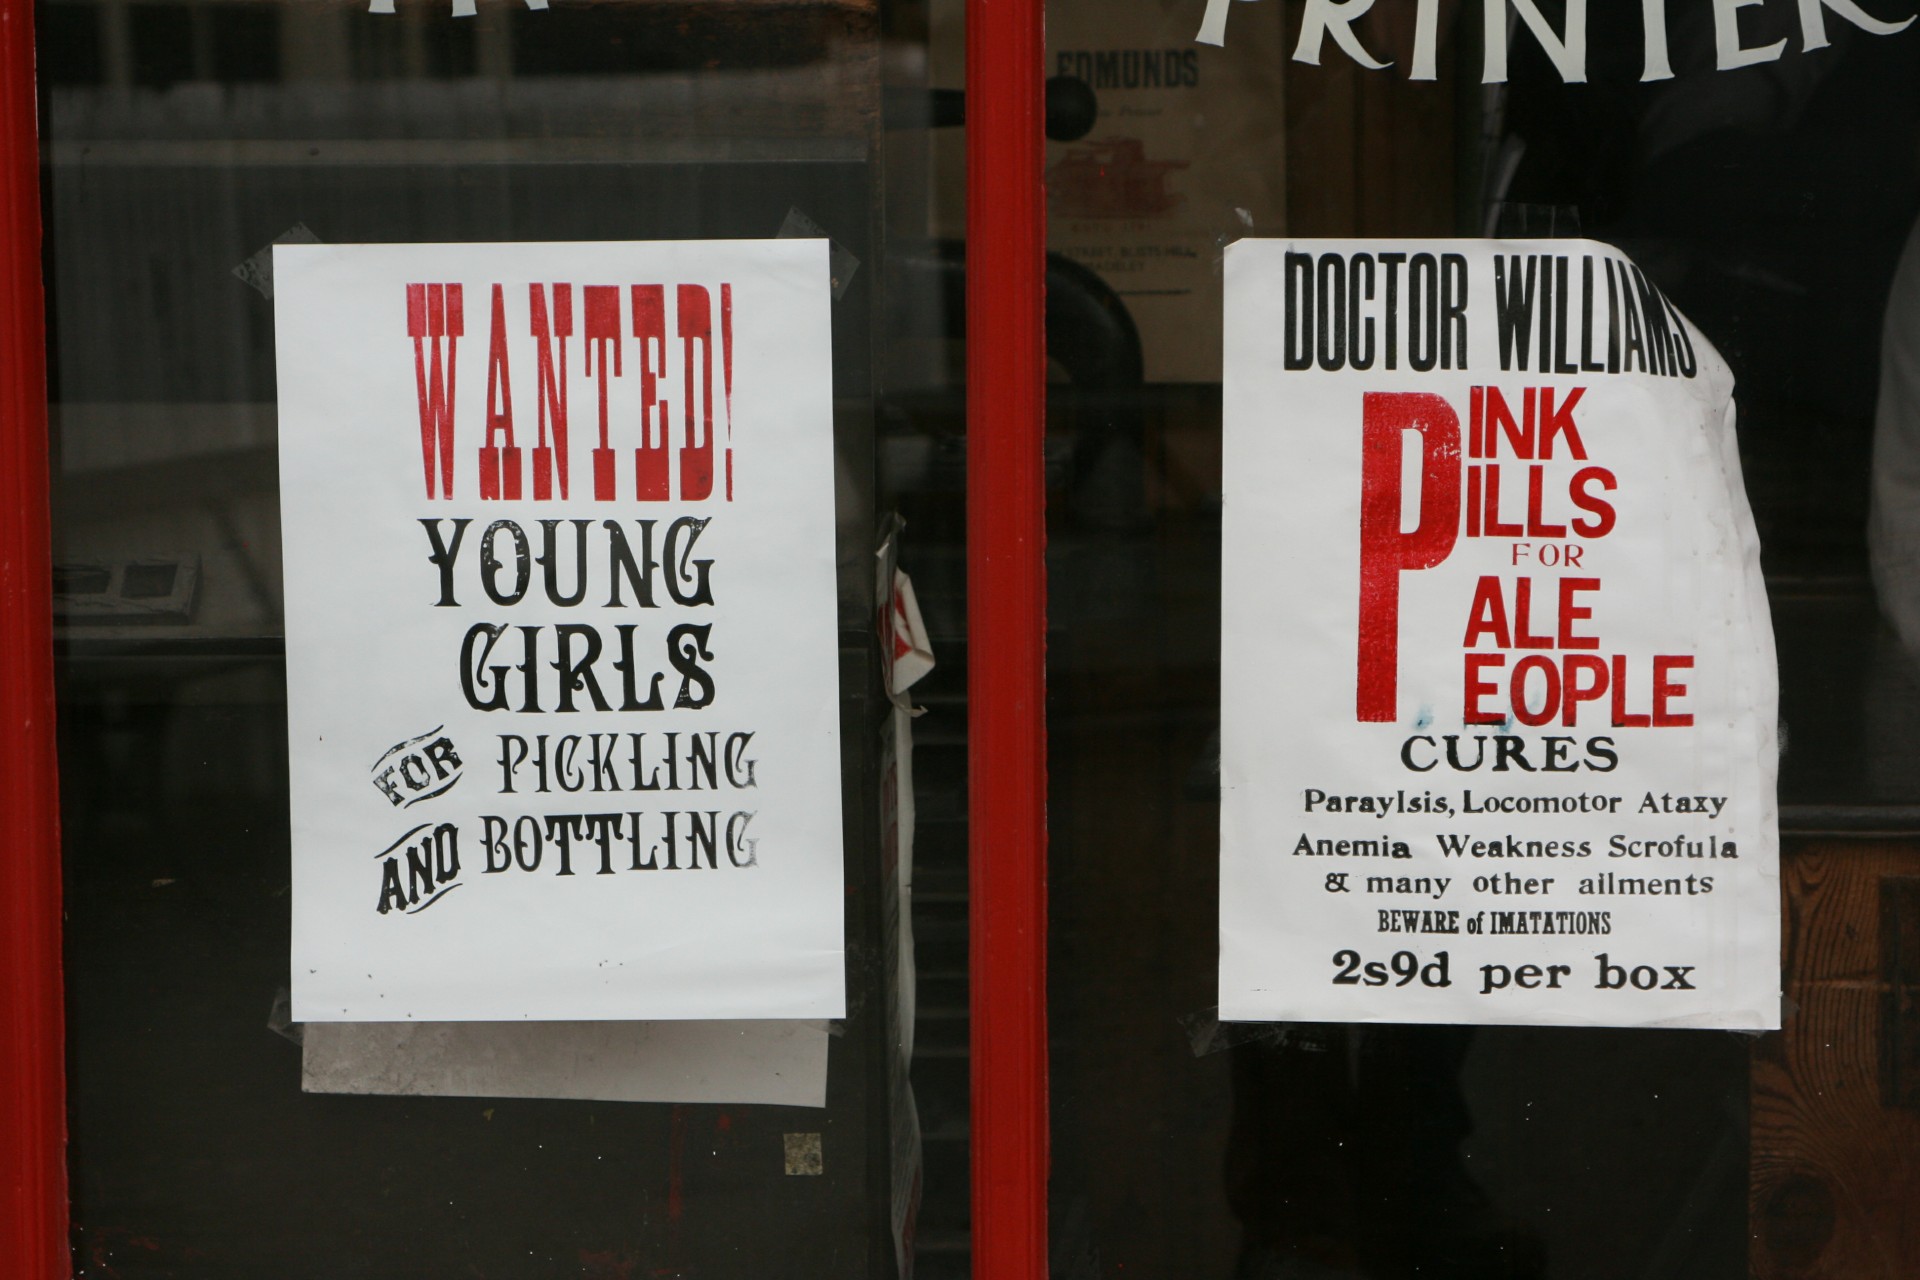 PRINTER
EDMUNDS
WANTED!
YOUNG
GIRLS
FOR PICKLING
AND BOTTLING
DOCTOR WILLIAMS
PINK
PILLS
FOR
PALE
PEOPLE
CURES
Paraylsis, Locomotor Ataxy
Anemia Weakness Scrofula
& many other ailments
BEWARE of IMATATIONS
2s9d per box